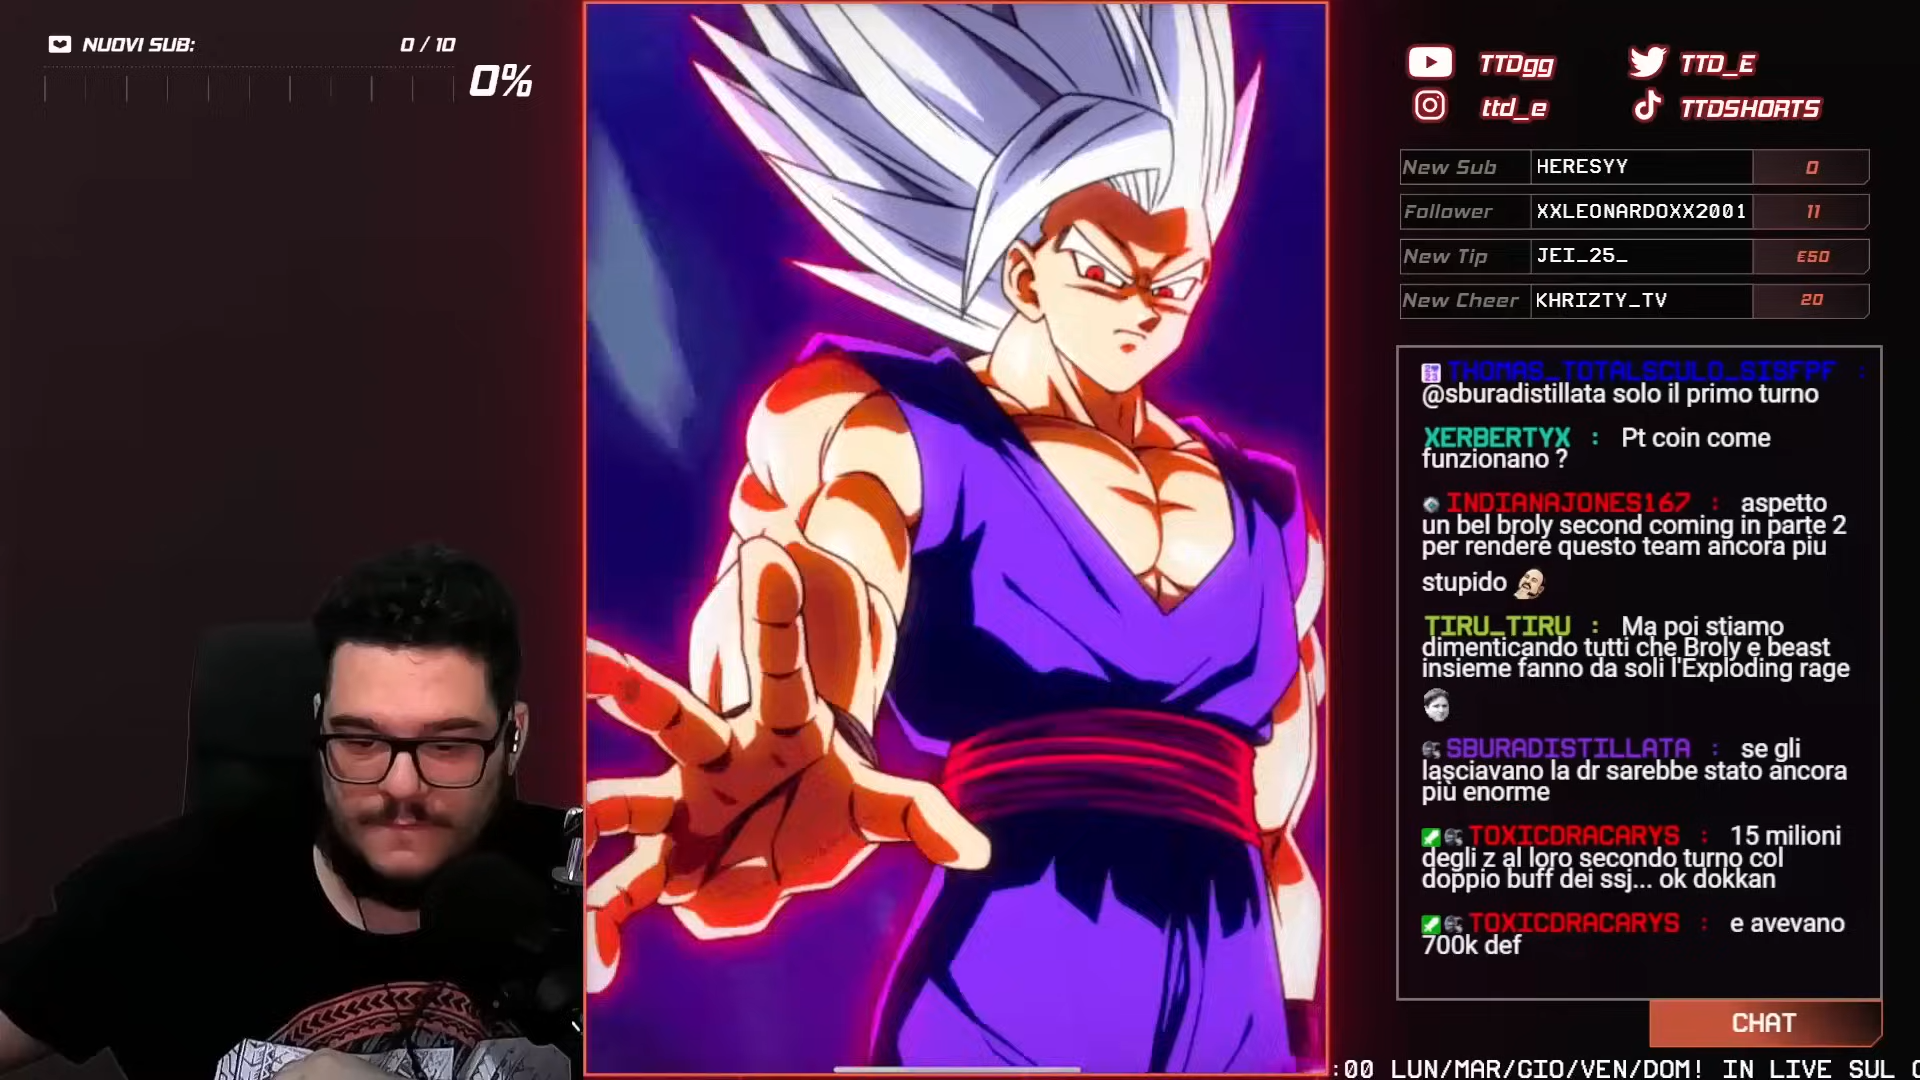 NUOVI SUB: 0 / 10
0%
TTDgg TTD_E
ttd_e TTDSHORTS
New Sub HERESYY 0
Follower XXLEONARDOXX2001 11
New Tip JEI_25_ €50
New Cheer KHRIZTY_TV 20
THOMAS_TOTALSCULO_SISFPF :
@sburadistillata solo il primo turno
XERBERTYX : Pt coin come
funzionano ?
INDIANAJONES167 : aspetto
un bel broly second coming in parte 2
per rendere questo team ancora piu
stupido
TIRU_TIRU : Ma poi stiamo
dimenticando tutti che Broly e beast
insieme fanno da soli l'Exploding rage
SBURADISTILLATA : se gli
lasciavano la dr sarebbe stato ancora
più enorme
TOXICDRACARYS : 15 milioni
degli z al loro secondo turno col
doppio buff dei ssj... ok dokkan
TOXICDRACARYS : e avevano
700k def
CHAT
:00 LUN/MAR/GIO/VEN/DOM! IN LIVE SUL